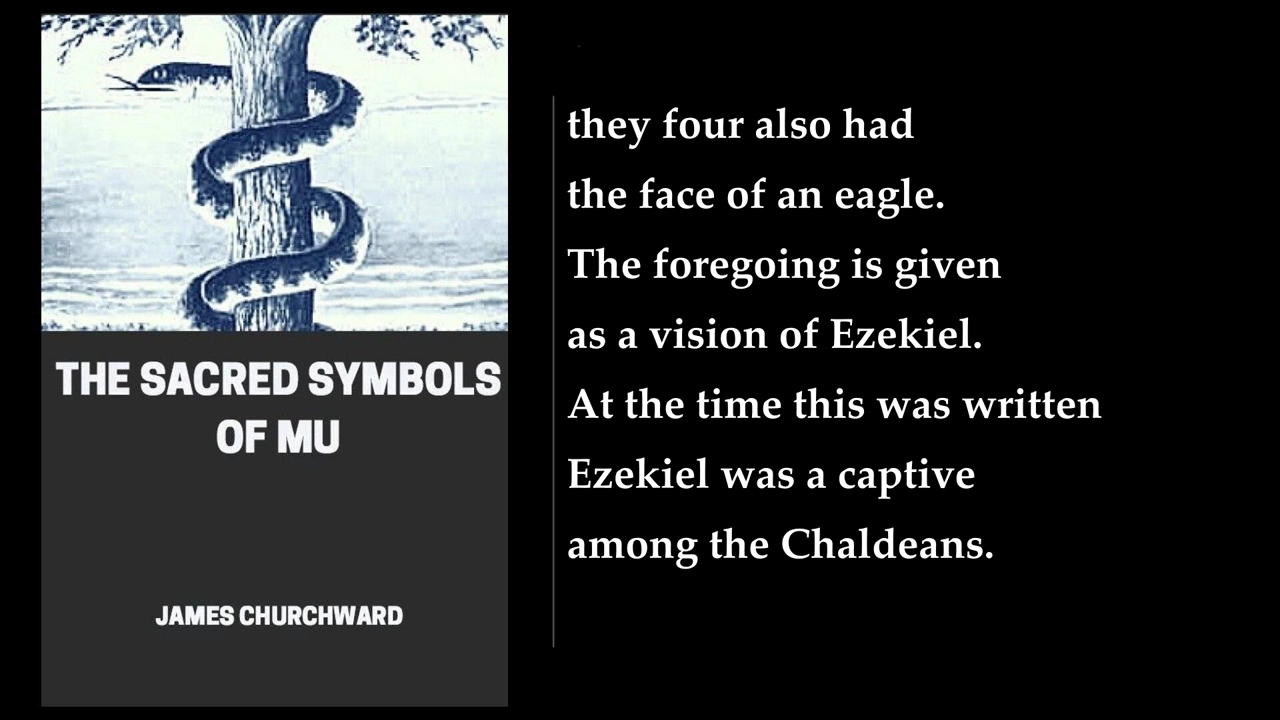 THE SACRED SYMBOLS
OF MU
JAMES CHURCHWARD
they four also had
the face of an eagle.
The foregoing is given
as a vision of Ezekiel.
At the time this was written
Ezekiel was a captive
among the Chaldeans.